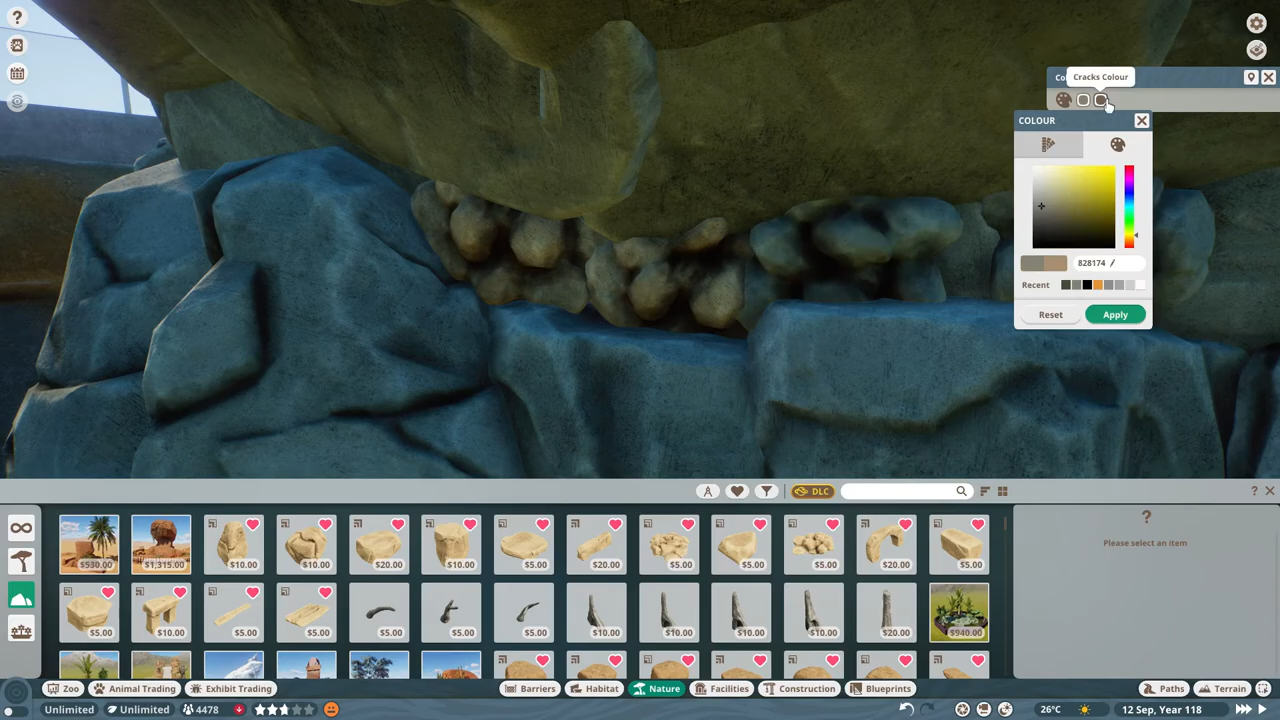 ?
Co
Cracks Colour
COLOUR
828174
Recent
Reset
Apply
DLC
?
$530.00
$1,315.00
$10.00
$10.00
$20.00
$10.00
$5.00
$20.00
$5.00
$5.00
$5.00
$20.00
$5.00
?
Please select an item
$5.00
$10.00
$5.00
$5.00
$5.00
$5.00
$5.00
$10.00
$10.00
$10.00
$10.00
$20.00
$940.00
Zoo
Animal Trading
Exhibit Trading
Barriers
Habitat
Nature
Facilities
Construction
Blueprints
Paths
Terrain
Unlimited
Unlimited
4478
26°C
12 Sep, Year 118